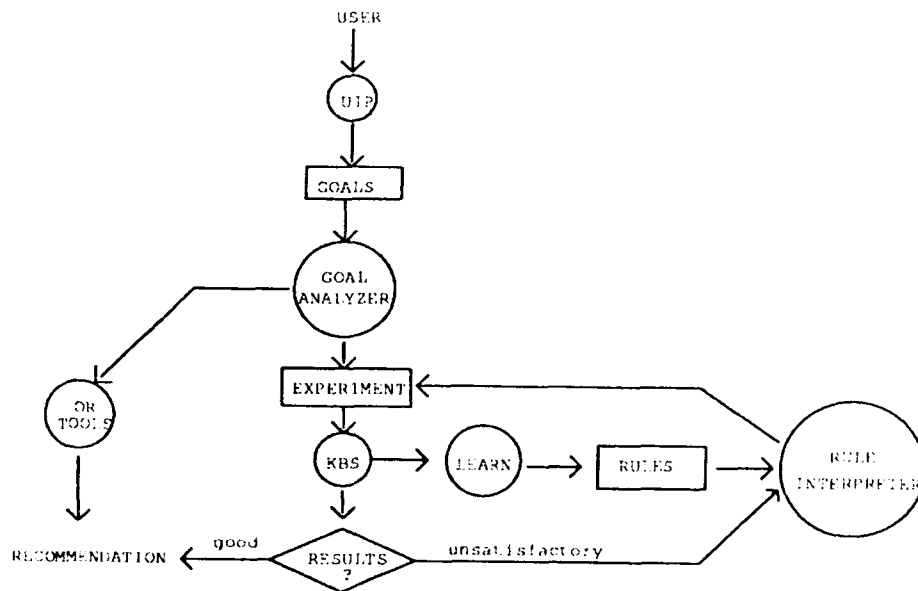 USER
UIP
GOALS
GOAL
ANALYZER
EXPERIMENT
OR
TOOLS
KBS
LEARN
RULES
RULE
INTERPRETER
good
unsatisfactory
RECOMMENDATION
RESULTS
?